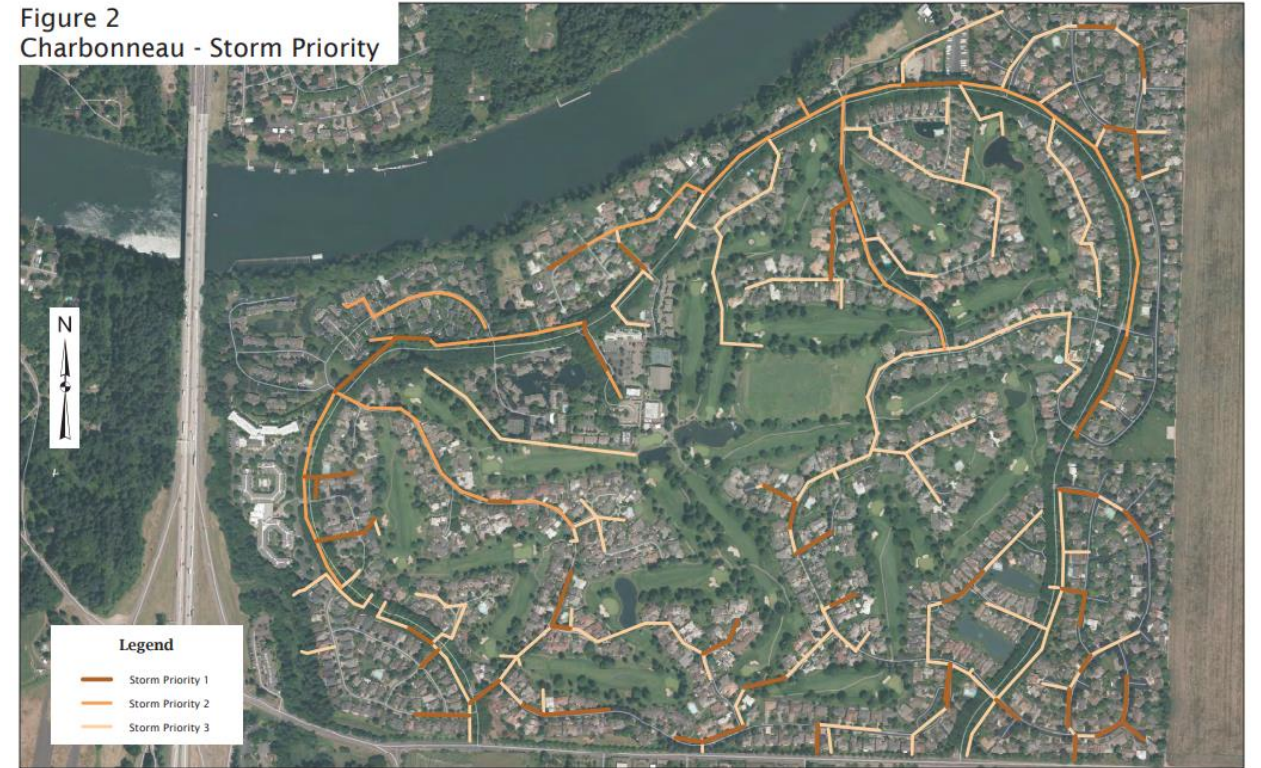 Figure 2
Charbonneau - Storm Priority
N
Legend
Storm Priority 1
Storm Priority 2
Storm Priority 3